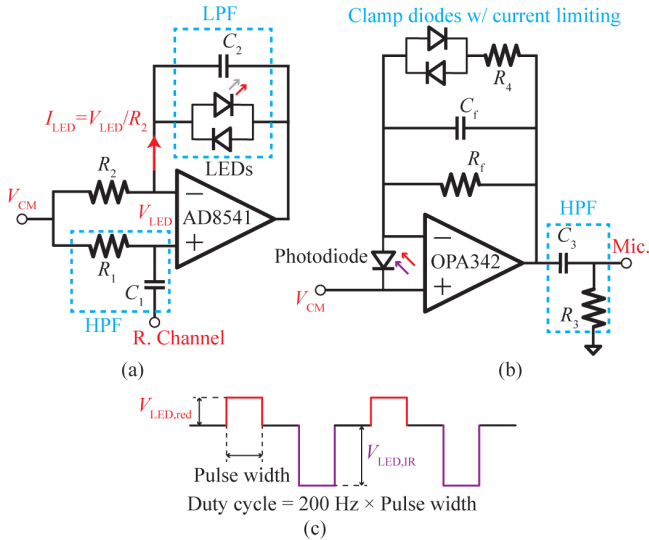 LPF
C2
ILED=VLED/R2
LEDs
R2
VCM
VLED
−
AD8541
+
R1
C1
HPF
R. Channel
(a)
Clamp diodes w/ current limiting
R4
Cf
Rf
HPF
Photodiode
−
OPA342
+
C3
Mic.
VCM
R3
(b)
VLED,red
VLED,IR
Pulse width
Duty cycle = 200 Hz × Pulse width
(c)